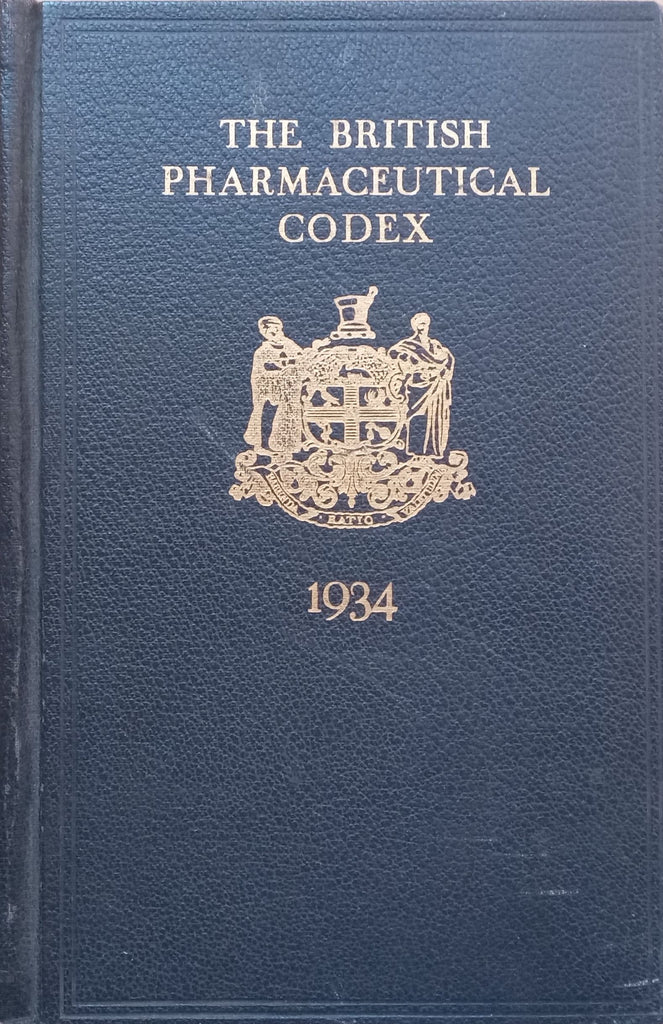 THE BRITISH
PHARMACEUTICAL
CODEX
RATIO
1934